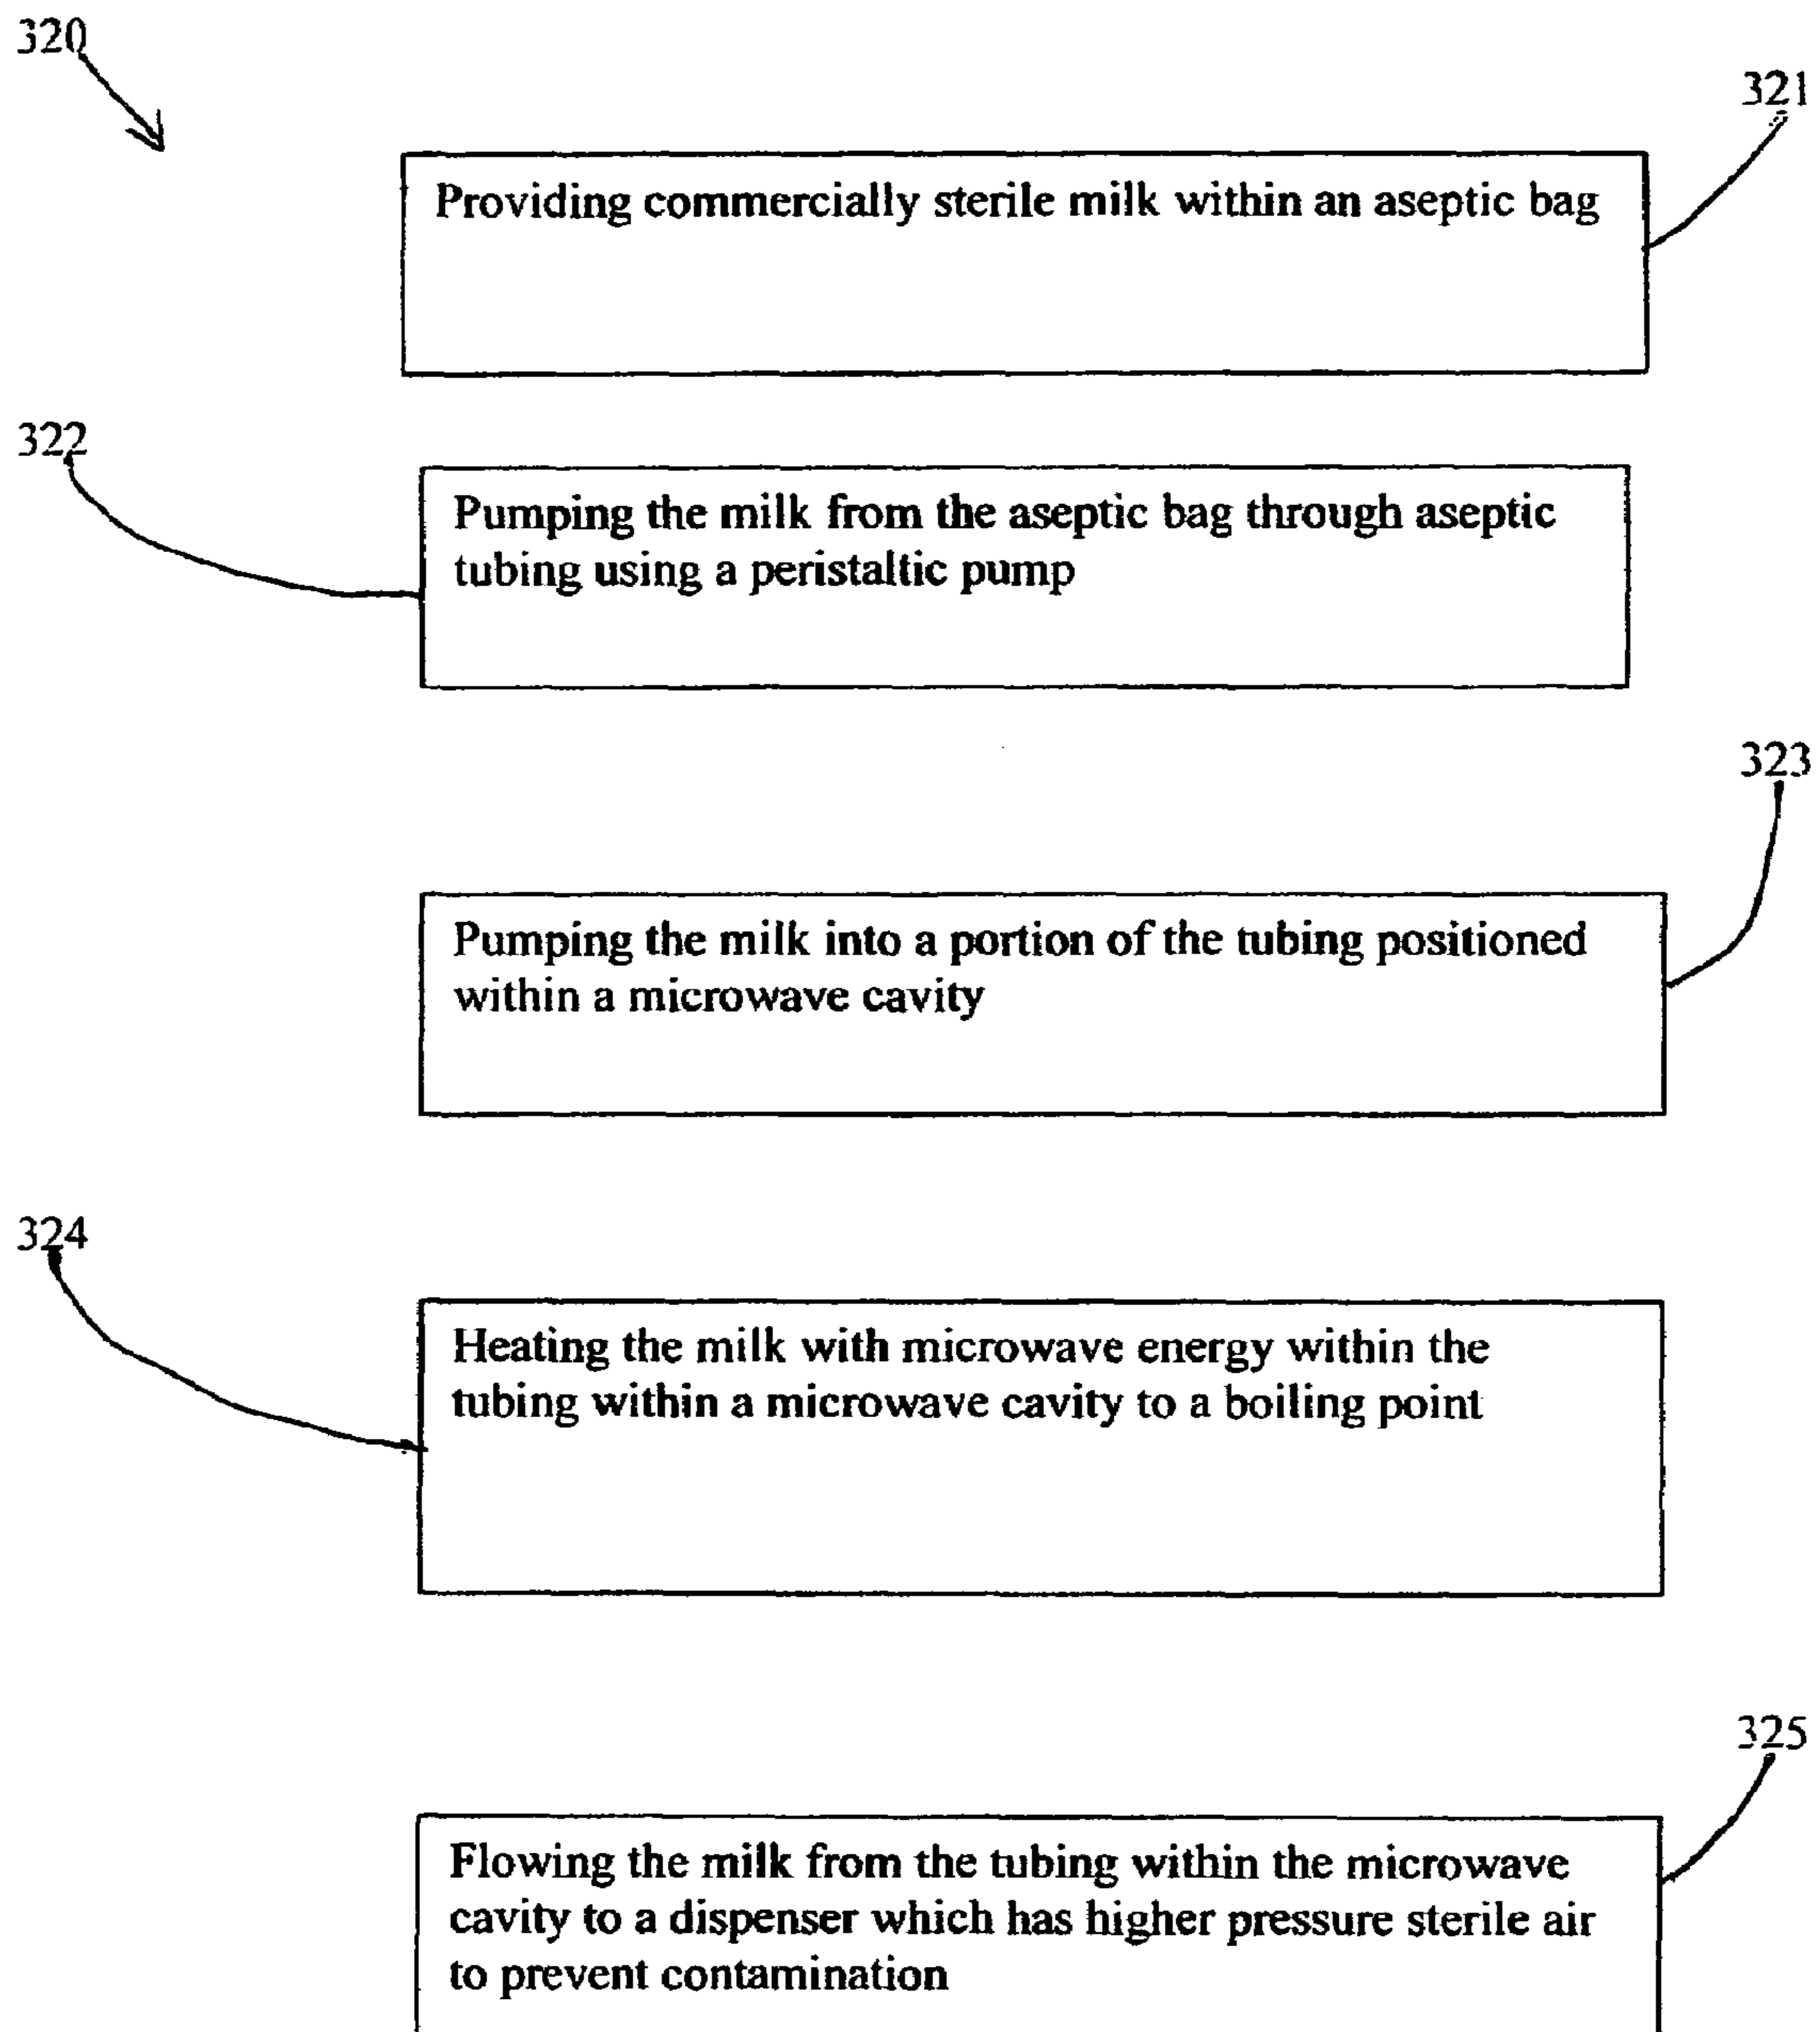 320
321
Providing commercially sterile milk within an aseptic bag
322
Pumping the milk from the aseptic bag through aseptic
tubing using a peristaltic pump
323
Pumping the milk into a portion of the tubing positioned
within a microwave cavity
324
Heating the milk with microwave energy within the
tubing within a microwave cavity to a boiling point
325
Flowing the milk from the tubing within the microwave
cavity to a dispenser which has higher pressure sterile air
to prevent contamination